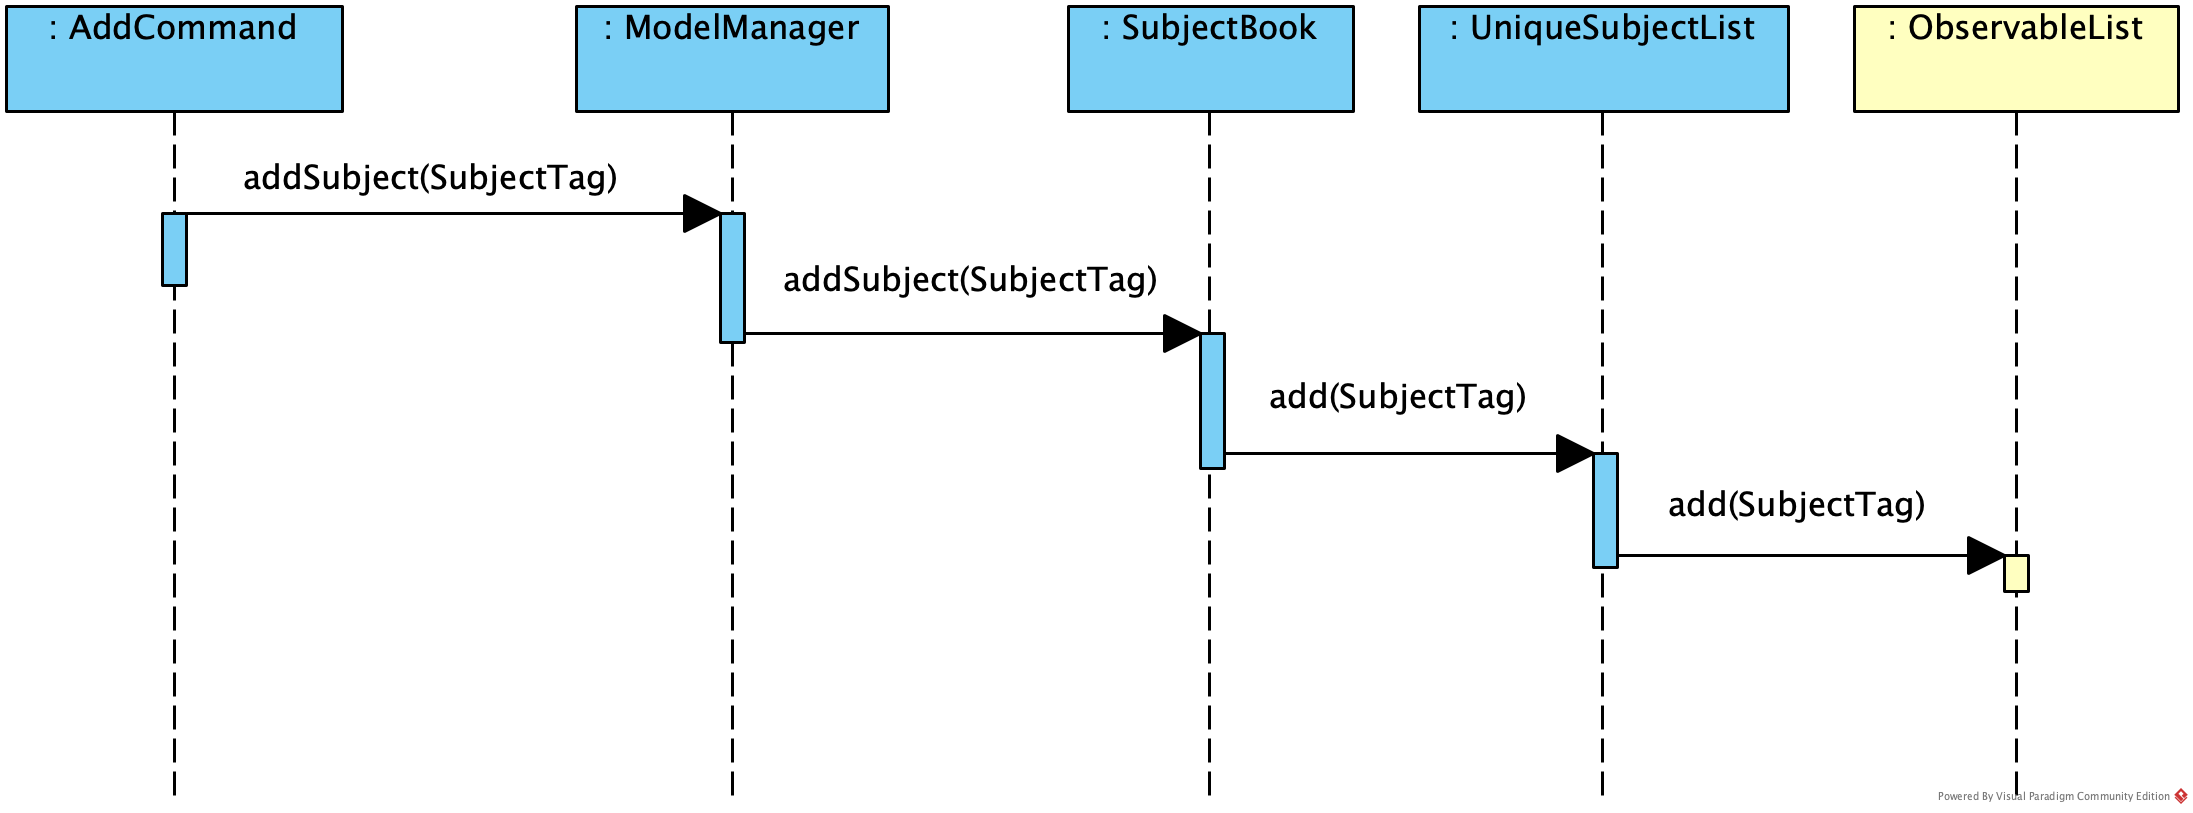 : AddCommand
: ModelManager
: SubjectBook
: UniqueSubjectList
: ObservableList
addSubject(SubjectTag)
addSubject(SubjectTag)
add(SubjectTag)
add(SubjectTag)
Powered By Visual Paradigm Community Edition